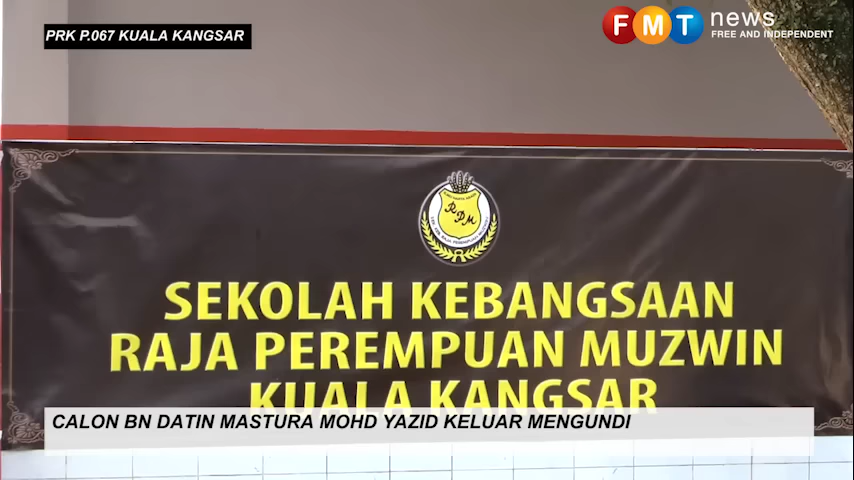 PRK P.067 KUALA KANGSAR
FMT news
FREE AND INDEPENDENT
RPM
SEKOLAH KEBANGSAAN
RAJA PEREMPUAN MUZWIN
KUALA KANGSAR
CALON BN DATIN MASTURA MOHD YAZID KELUAR MENGUNDI